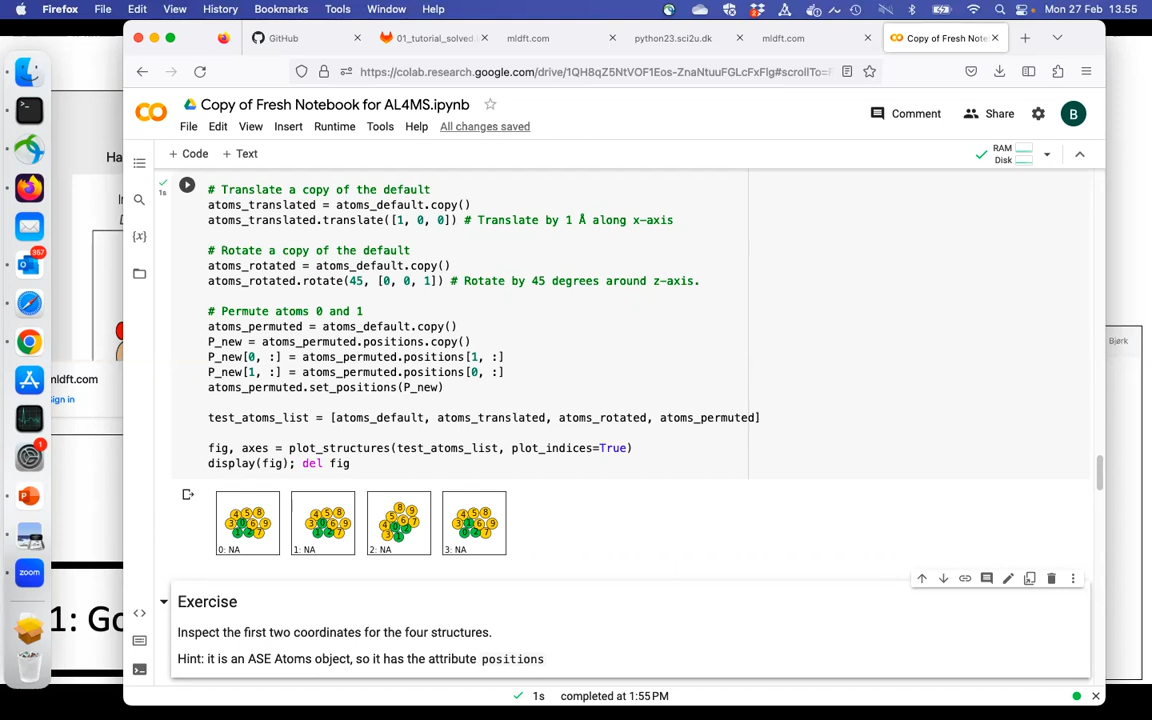 Firefox File Edit View History Bookmarks Tools Window Help Mon 27 Feb 13.55
GitHub 01_tutorial_solved. mldft.com python23.sci2u.dk mldft.com Copy of Fresh Note
https://colab.research.google.com/drive/1QH8qZ5NtVOF1Eos-ZnaNtuuFGLcFxFlg#scrollTo=F
Copy of Fresh Notebook for AL4MS.ipynb
Comment Share B
File Edit View Insert Runtime Tools Help All changes saved
+ Code + Text RAM
Disk
1s
# Translate a copy of the default
atoms_translated = atoms_default.copy()
atoms_translated.translate([1, 0, 0]) # Translate by 1 Å along x-axis
# Rotate a copy of the default
atoms_rotated = atoms_default.copy()
atoms_rotated.rotate(45, [0, 0, 1]) # Rotate by 45 degrees around z-axis.
# Permute atoms 0 and 1
atoms_permuted = atoms_default.copy()
P_new = atoms_permuted.positions.copy()
P_new[0, :] = atoms_permuted.positions[1, :]
P_new[1, :] = atoms_permuted.positions[0, :]
atoms_permuted.set_positions(P_new)
test_atoms_list = [atoms_default, atoms_translated, atoms_rotated, atoms_permuted]
fig, axes = plot_structures(test_atoms_list, plot_indices=True)
display(fig); del fig
0: NA 1: NA 2: NA 3: NA
Exercise
Inspect the first two coordinates for the four structures.
Hint: it is an ASE Atoms object, so it has the attribute positions
1s completed at 1:55 PM
Ha
357
Bjørk
mldft.com
ign in
1
zoom
1: Go